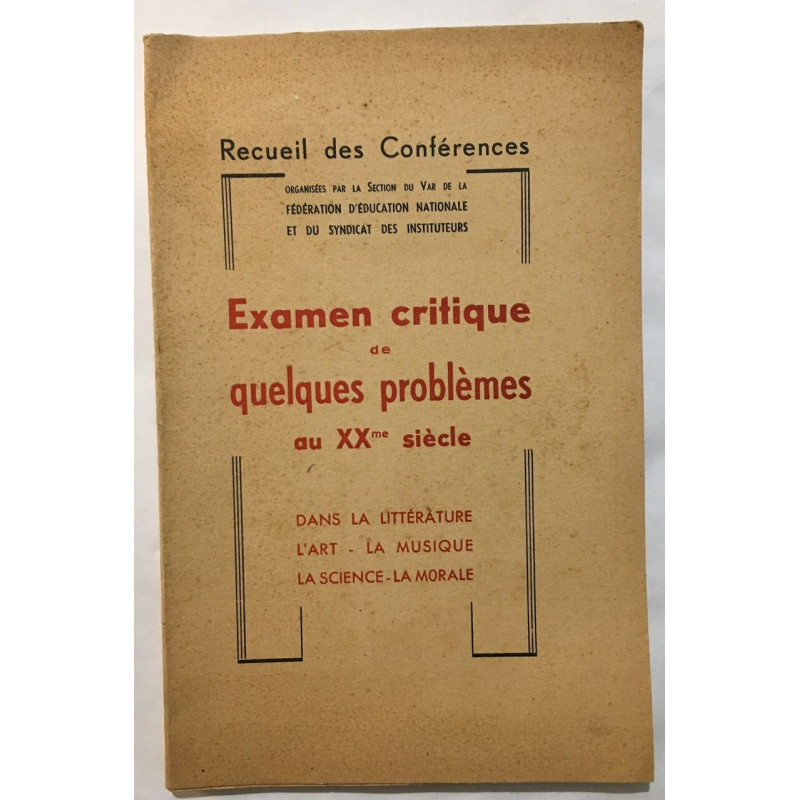 Recueil des Conférences
ORGANISÉES PAR LA SECTION DU VAR DE LA
FÉDÉRATION D'ÉDUCATION NATIONALE
ET DU SYNDICAT DES INSTITUTEURS
Examen critique
de
quelques problèmes
au XXme siècle
DANS LA LITTÉRATURE
L'ART - LA MUSIQUE
LA SCIENCE - LA MORALE